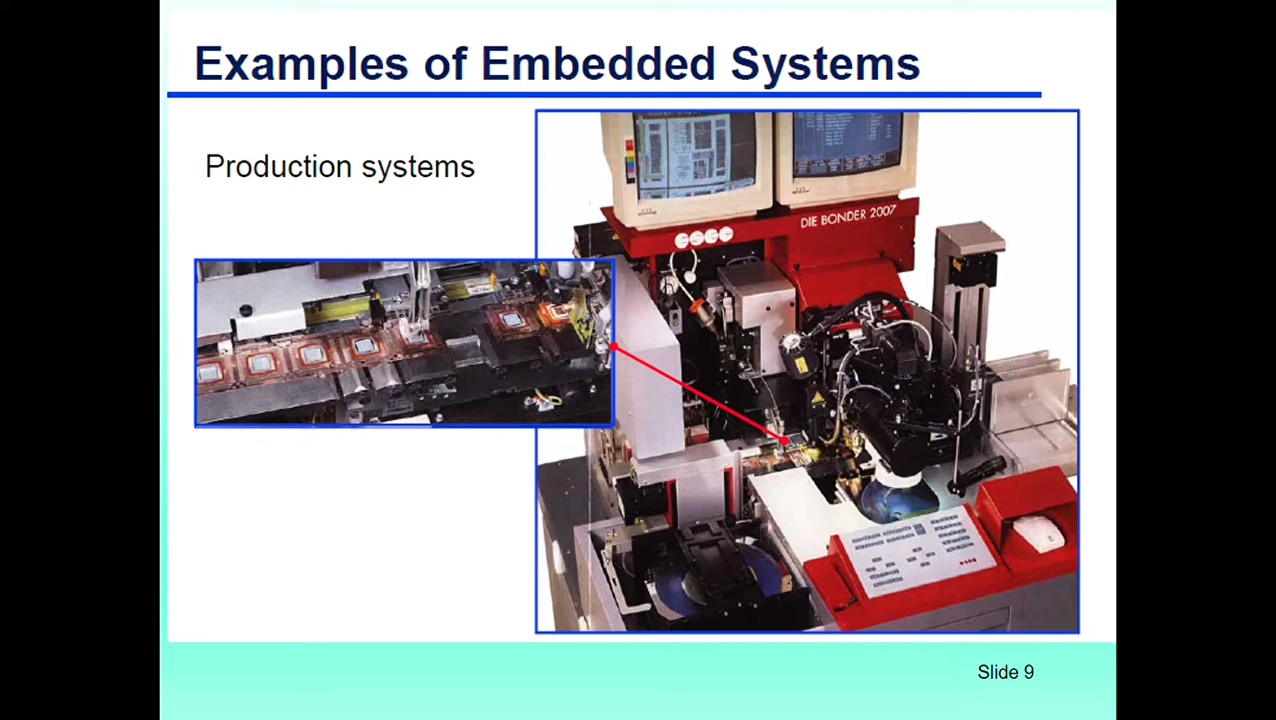 Examples of Embedded Systems
Production systems
DIE BONDER 2007
Slide 9